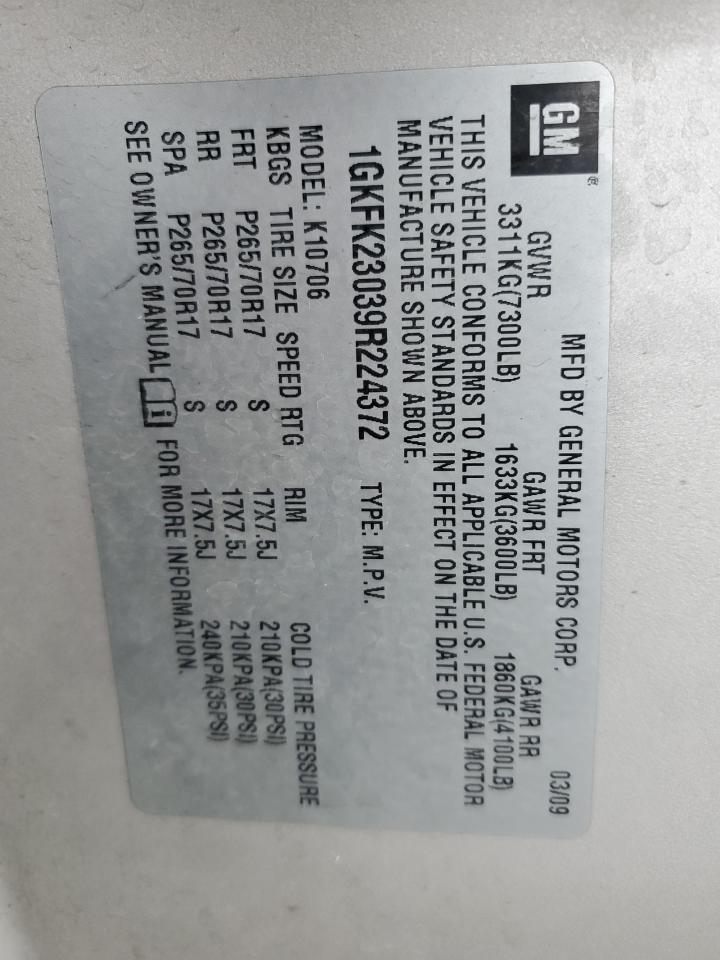 GM® MFD BY GENERAL MOTORS CORP. 03/09
GVWR GAWR FRT GAWR RR
3311KG(7300LB) 1633KG(3600LB) 1860KG(4100LB)
THIS VEHICLE CONFORMS TO ALL APPLICABLE U.S. FEDERAL MOTOR
VEHICLE SAFETY STANDARDS IN EFFECT ON THE DATE OF
MANUFACTURE SHOWN ABOVE.
1GKFK23039R224372 TYPE: M.P.V.
MODEL: K10706
KBGS TIRE SIZE SPEED RTG RIM COLD TIRE PRESSURE
FRT P265/70R17 S 17X7.5J 210KPA(30PSI)
RR P265/70R17 S 17X7.5J 210KPA(30PSI)
SPA P265/70R17 S 17X7.5J 240KPA(35PSI)
SEE OWNER'S MANUAL i FOR MORE INFORMATION.